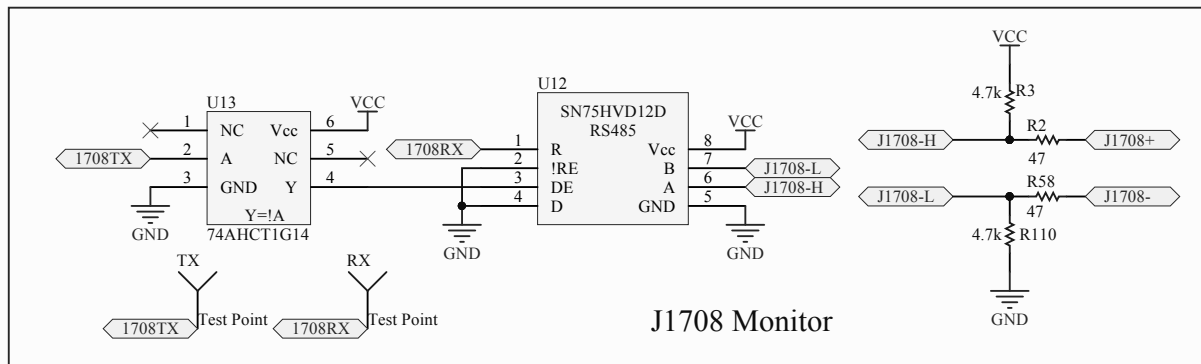 U13
1 NC Vcc 6 VCC
1708TX 2 A NC 5
3 GND Y 4
GND
Y=!A
74AHCT1G14
U12
SN75HVD12D
RS485
1708RX 1 R Vcc 8 VCC
2 !RE B 7 J1708-L
3 DE A 6 J1708-H
4 D GND 5
GND
GND
VCC
4.7k R3
J1708-H R2 J1708+
47
J1708-L R58 J1708-
47
4.7k R110
GND
TX
1708TX Test Point
RX
1708RX Test Point
J1708 Monitor